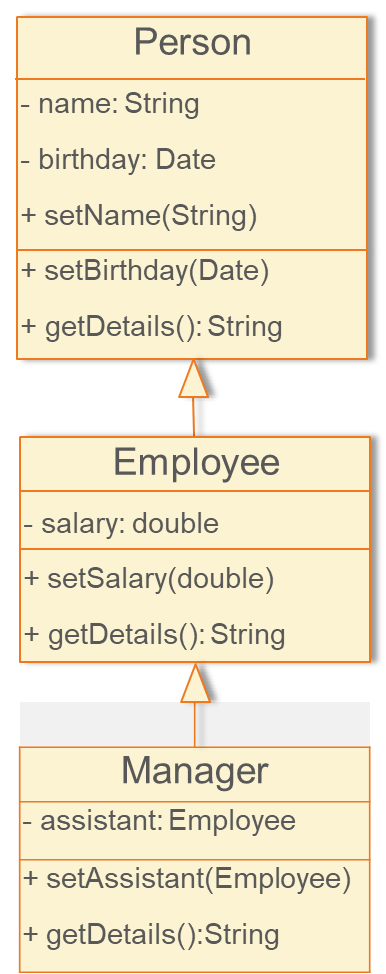 Person
- name: String
- birthday: Date
+ setName(String)
+ setBirthday(Date)
+ getDetails(): String
Employee
- salary: double
+ setSalary(double)
+ getDetails(): String
Manager
- assistant: Employee
+ setAssistant(Employee)
+ getDetails():String